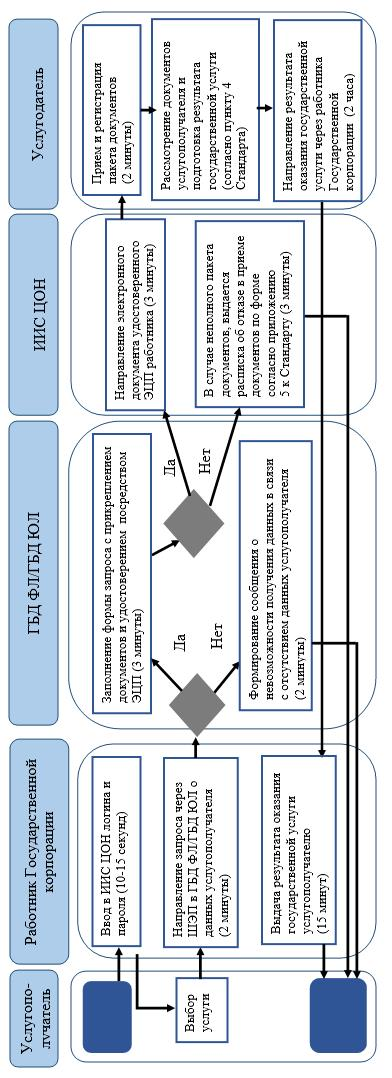 Услугопо-
лучатель
Работник Государственной
корпорации
ГБД ФЛ/ГБД ЮЛ
ИИС ЦОН
Услугодатель
Ввод в ИИС ЦОН логина и
пароля (10-15 секунд)
Выбор
услуги
Направление запроса через
ШЭП в ГБД ФЛ/ГБД ЮЛ о
данных услугополучателя
(2 минуты)
Выдача результата оказания
государственной услуги
услугополучателю
(15 минут)
Заполнение формы запроса с прикреплением
документов и удостоверением посредством
ЭЦП (3 минуты)
Да
Нет
Формирование сообщения о
невозможности получения данных в связи
с отсутствием данных услугополучателя
(2 минуты)
Да
Нет
Направление электронного
документа удостоверенного
ЭЦП работника (3 минуты)
В случае неполного пакета
документов, выдается
расписка об отказе в приеме
документов по форме
согласно приложению
5 к Стандарту (3 минуты)
Прием и регистрация
пакета документов
(2 минуты)
Рассмотрение документов
услугополучателя и
подготовка результата
государственной услуги
(согласно пункту 4
Стандарта)
Направление результата
оказания государственной
услуги через работника
Государственной
корпорации (2 часа)